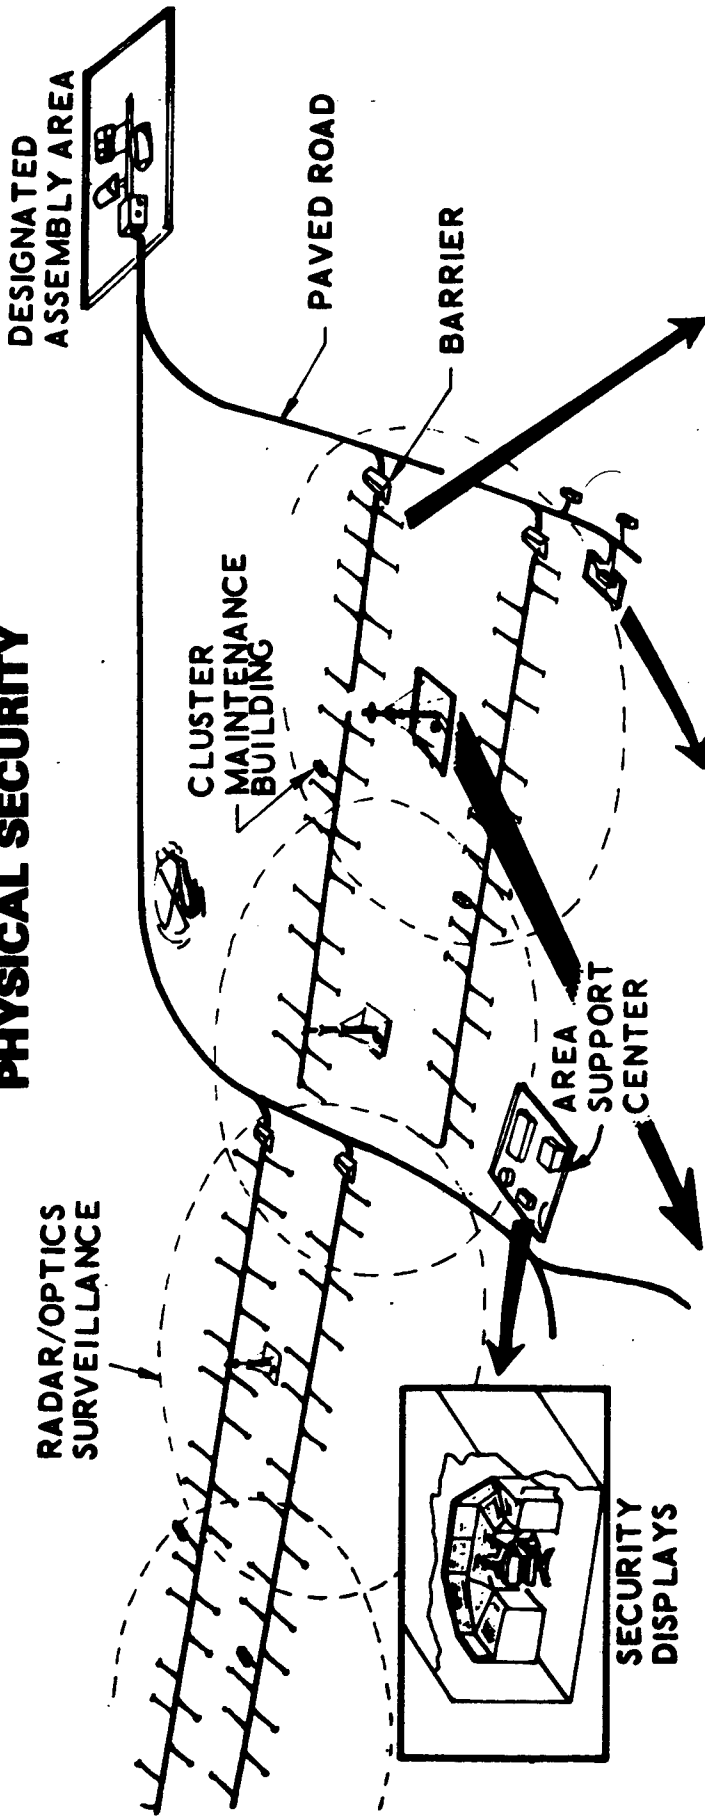 PHYSICAL SECURITY
DESIGNATED
ASSEMBLY AREA
RADAR/OPTICS
SURVEILLANCE
CLUSTER
MAINTENANCE
BUILDING
PAVED ROAD
BARRIER
AREA
SUPPORT
CENTER
SECURITY
DISPLAYS